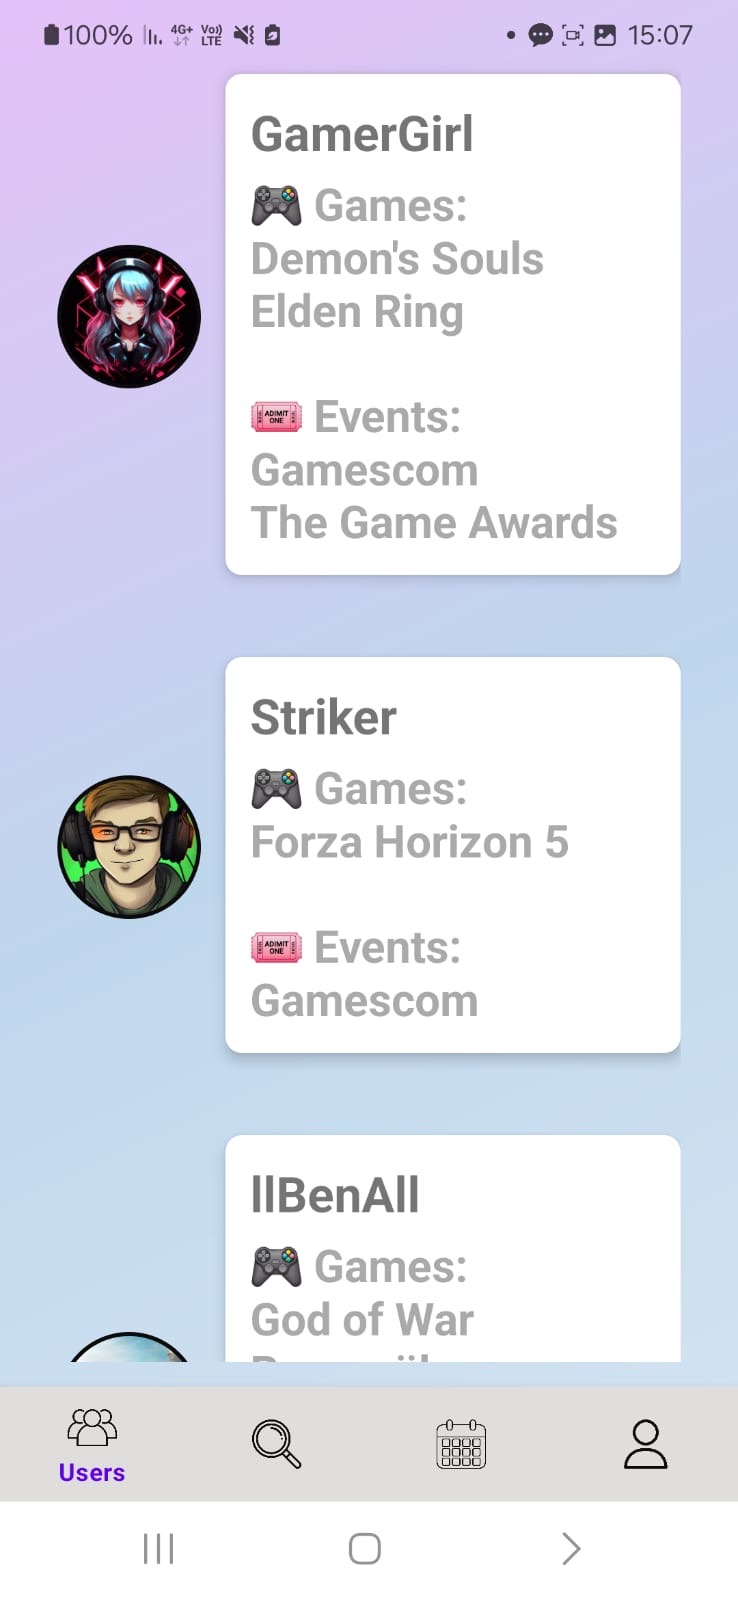 100% 4G+ Vo)) LTE 15:07
GamerGirl
🎮 Games:
Demon's Souls
Elden Ring
🎟 Events:
Gamescom
The Game Awards
Striker
🎮 Games:
Forza Horizon 5
🎟 Events:
Gamescom
llBenAll
🎮 Games:
God of War
Users